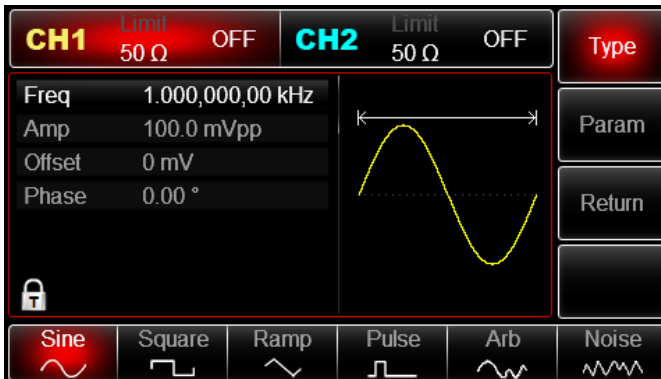 CH1 Limit 50 Ω OFF
CH2 Limit 50 Ω OFF
Type
Freq 1.000,000,00 kHz
Amp 100.0 mVpp
Offset 0 mV
Phase 0.00 °
T
Param
Return
Sine Square Ramp Pulse Arb Noise